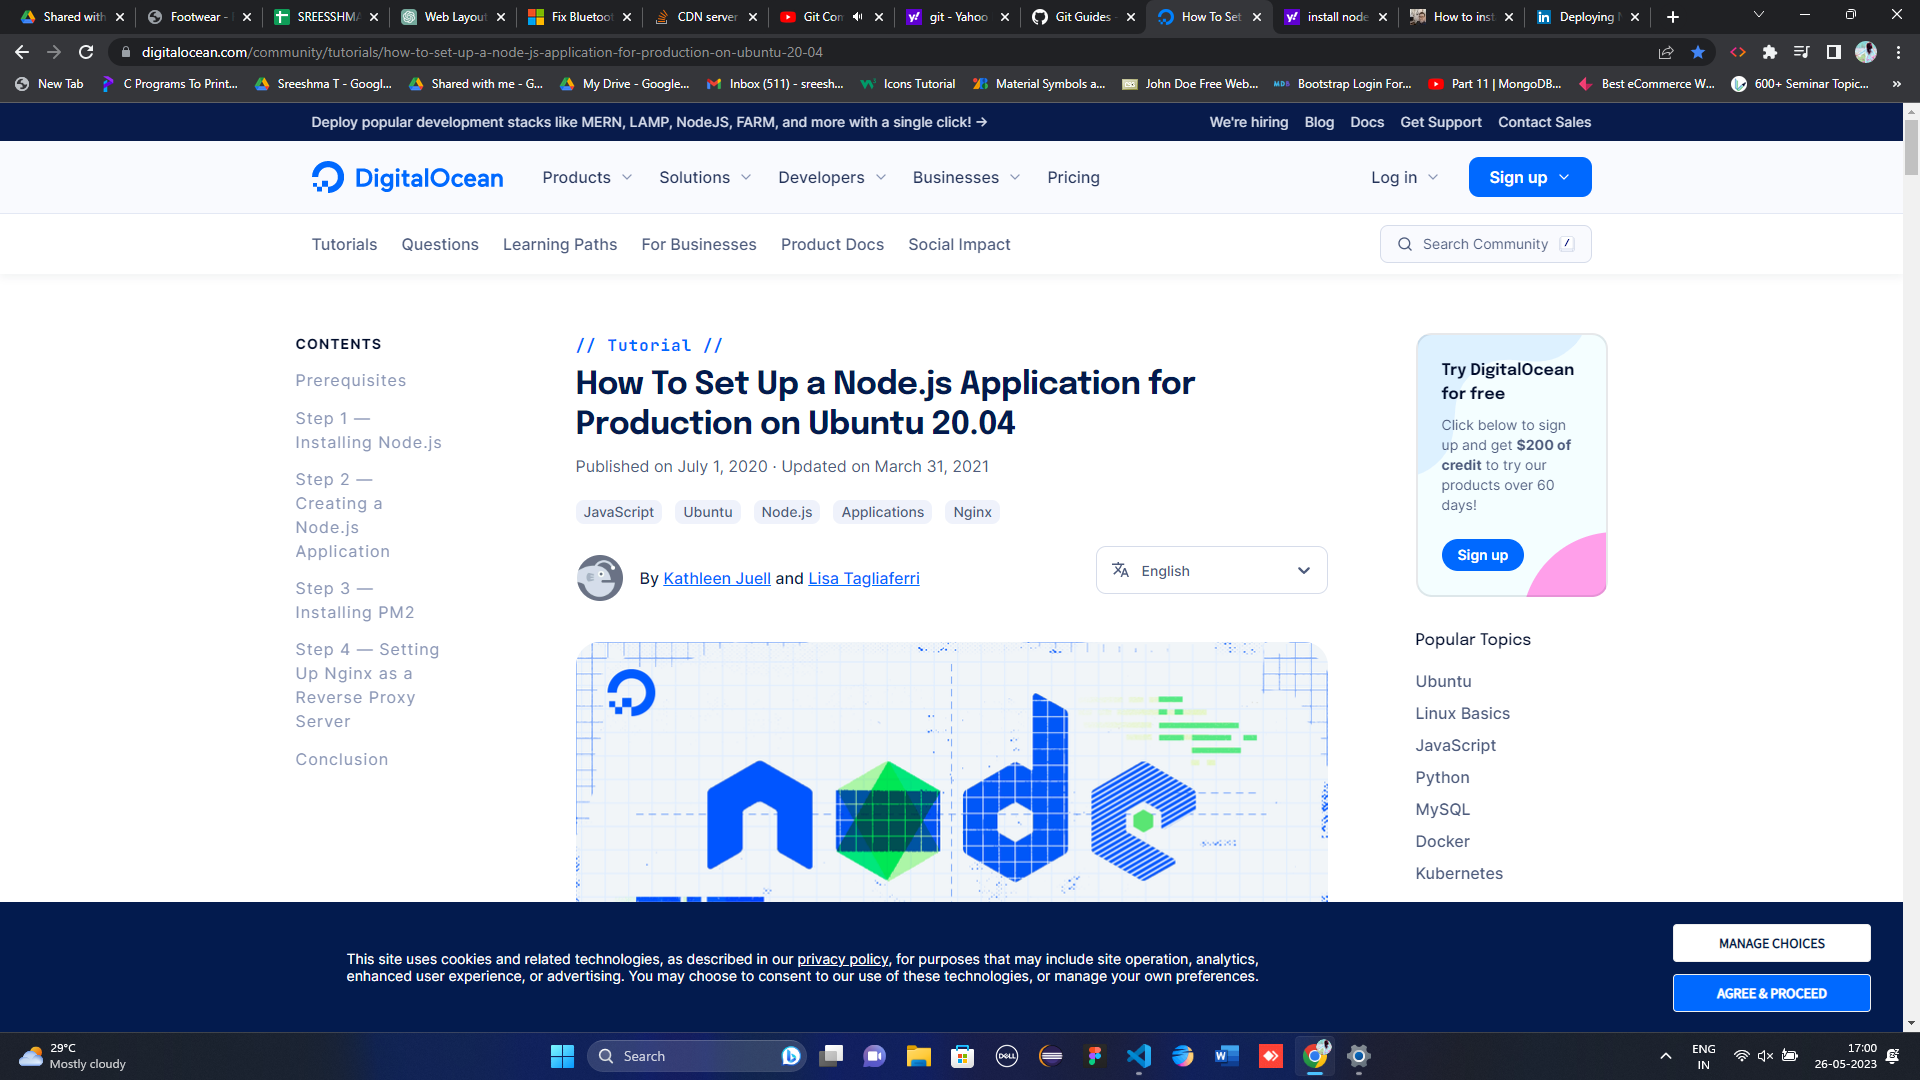 Shared with
Footwear -
SREESSHMA
Web Layout
Fix Bluetoo
CDN server
Git Con
git - Yahoo
Git Guides -
How To Set
install node
How to inst
Deploying
digitalocean.com/community/tutorials/how-to-set-up-a-node-js-application-for-production-on-ubuntu-20-04
New Tab
C Programs To Print...
Sreeshma T - Googl...
Shared with me - G...
My Drive - Google...
Inbox (511) - sreesh...
Icons Tutorial
Material Symbols a...
John Doe Free Web...
Bootstrap Login For...
Part 11 | MongoDB...
Best eCommerce W...
600+ Seminar Topic...
»
Deploy popular development stacks like MERN, LAMP, NodeJS, FARM, and more with a single click! →
We're hiring
Blog
Docs
Get Support
Contact Sales
DigitalOcean
Products
Solutions
Developers
Businesses
Pricing
Log in
Sign up
Tutorials
Questions
Learning Paths
For Businesses
Product Docs
Social Impact
Search Community /
CONTENTS
Prerequisites
Step 1 —
Installing Node.js
Step 2 —
Creating a
Node.js
Application
Step 3 —
Installing PM2
Step 4 — Setting
Up Nginx as a
Reverse Proxy
Server
Conclusion
// Tutorial //
How To Set Up a Node.js Application for
Production on Ubuntu 20.04
Published on July 1, 2020 · Updated on March 31, 2021
JavaScript
Ubuntu
Node.js
Applications
Nginx
By Kathleen Juell and Lisa Tagliaferri
English
node
Try DigitalOcean
for free
Click below to sign
up and get $200 of
credit to try our
products over 60
days!
Sign up
Popular Topics
Ubuntu
Linux Basics
JavaScript
Python
MySQL
Docker
Kubernetes
This site uses cookies and related technologies, as described in our privacy policy, for purposes that may include site operation, analytics,
enhanced user experience, or advertising. You may choose to consent to our use of these technologies, or manage your own preferences.
MANAGE CHOICES
AGREE & PROCEED
29°C
Mostly cloudy
Search
DELL
ENG
IN
17:00
26-05-2023